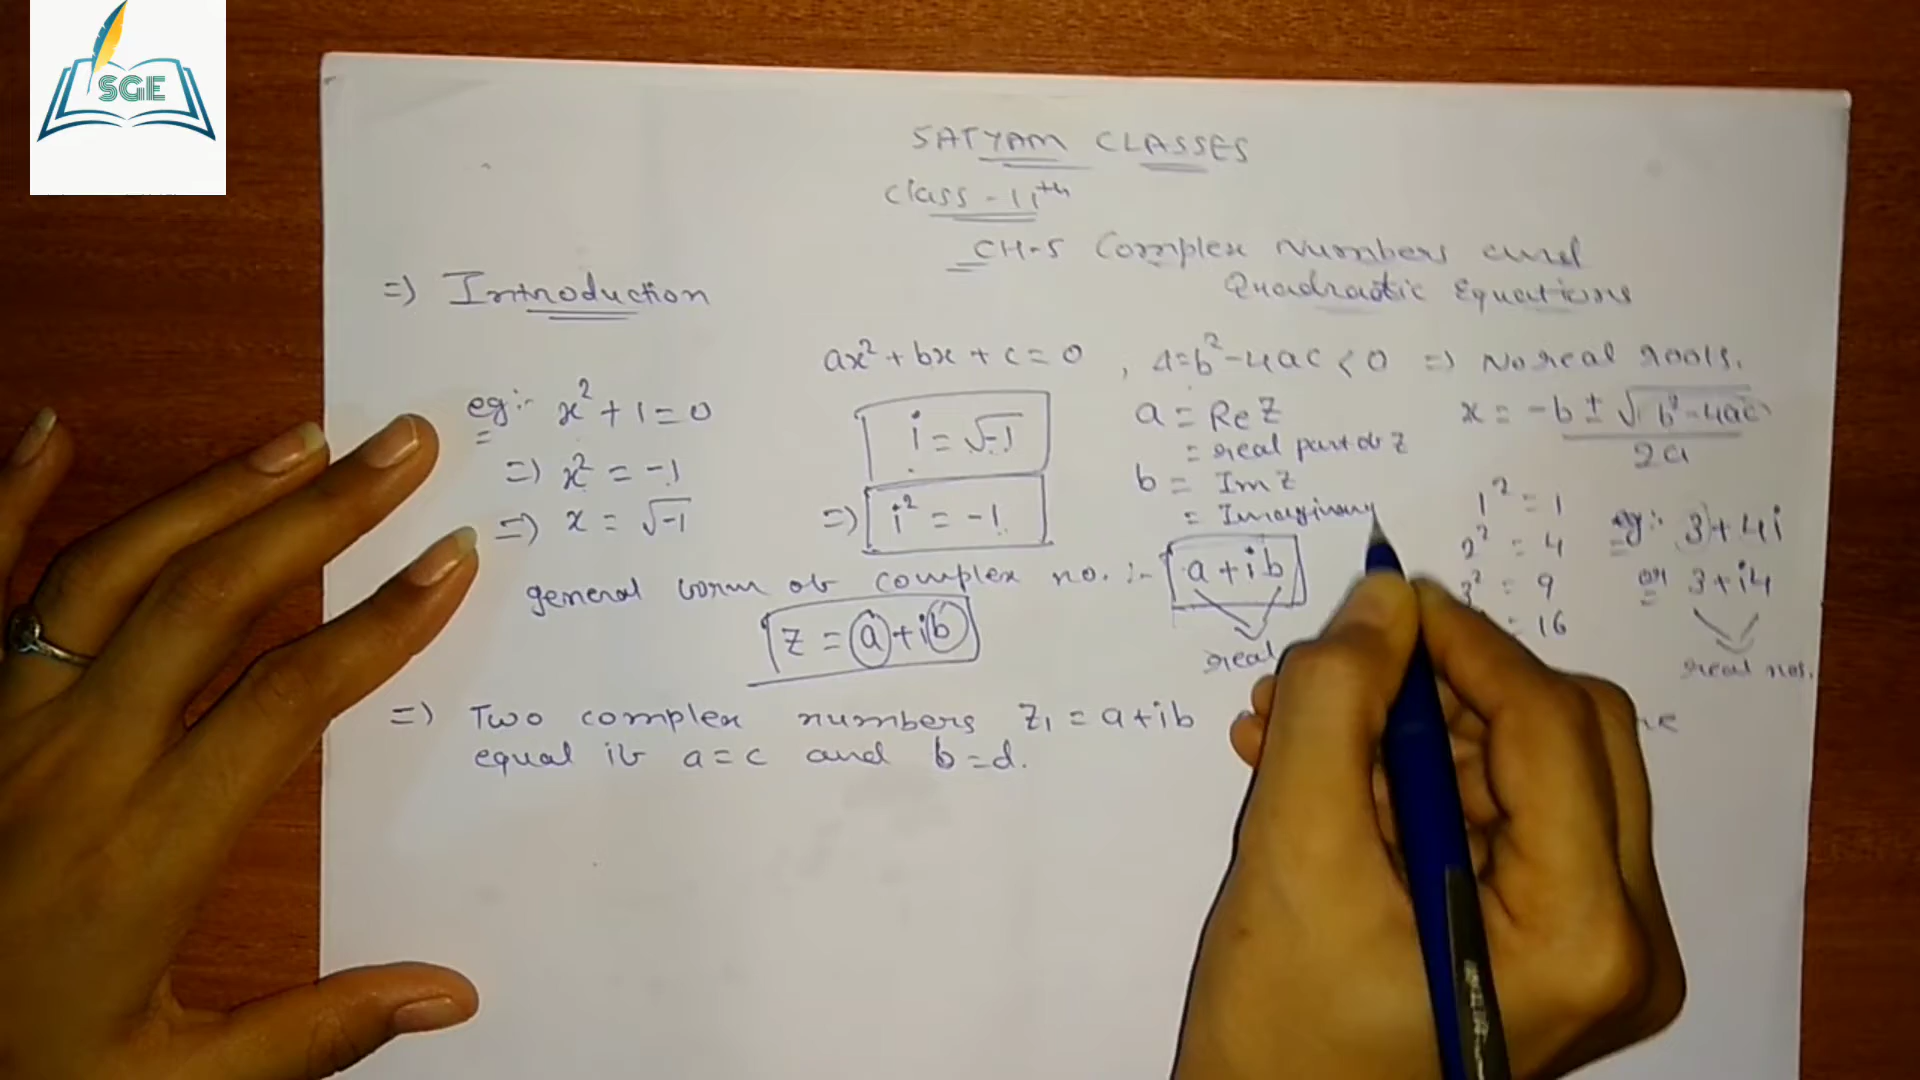 SGE
SATYAM CLASSES
Class - 11th
CH-5 Complex Numbers and
Quadratic Equations
=) Introduction
ax² + bx + c = 0 , d=b²-4ac < 0 => No real roots.
eg:- x² + 1 = 0
=) x² = -1
=) x = √-1
i = √-1
=) i² = -1
a = Re Z
= real part of Z
b = Im Z
= Imaginary
x = -b ± √b²-4ac
2a
1² = 1
2² = 4
3² = 9
= 16
eg:- 3+4i
or 3+i4
real nos.
general form of complex no. :- a+ib
real
z = a+ib
=) Two complex numbers Z₁ = a+ib
equal if a=c and b=d.